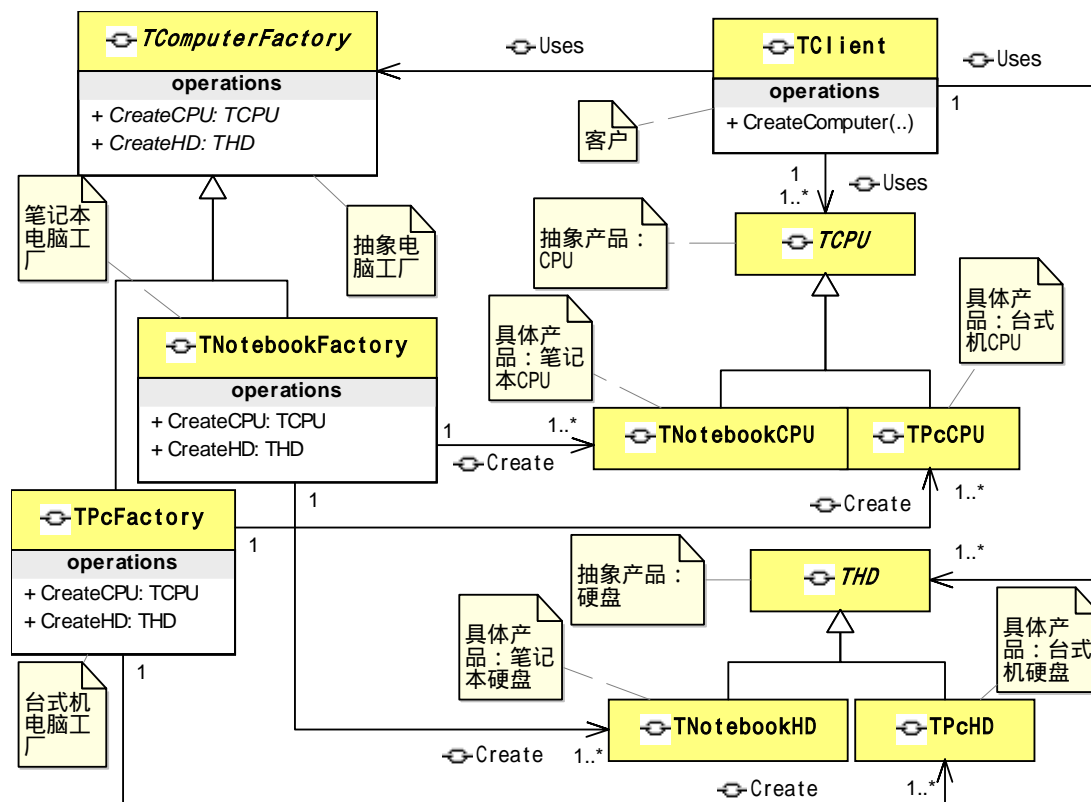 TComputerFactory
operations
+ CreateCPU: TCPU
+ CreateHD: THD
Uses
TClient
operations
+ CreateComputer(..)
Uses
1
客户
1
1..*
Uses
笔记本
电脑工
厂
抽象电
脑工厂
抽象产品：
CPU
TCPU
具体产
品：台式
机CPU
具体产
品：笔记
本CPU
TNotebookFactory
operations
+ CreateCPU: TCPU
+ CreateHD: THD
1
1..*
Create
TNotebookCPU
TPcCPU
1
Create
1..*
TPcFactory
operations
+ CreateCPU: TCPU
+ CreateHD: THD
1
抽象产品：
硬盘
THD
1..*
具体产
品：笔记
本硬盘
具体产
品：台式
机硬盘
1
台式机
电脑工
厂
TNotebookHD
TPcHD
Create
1..*
Create
1..*